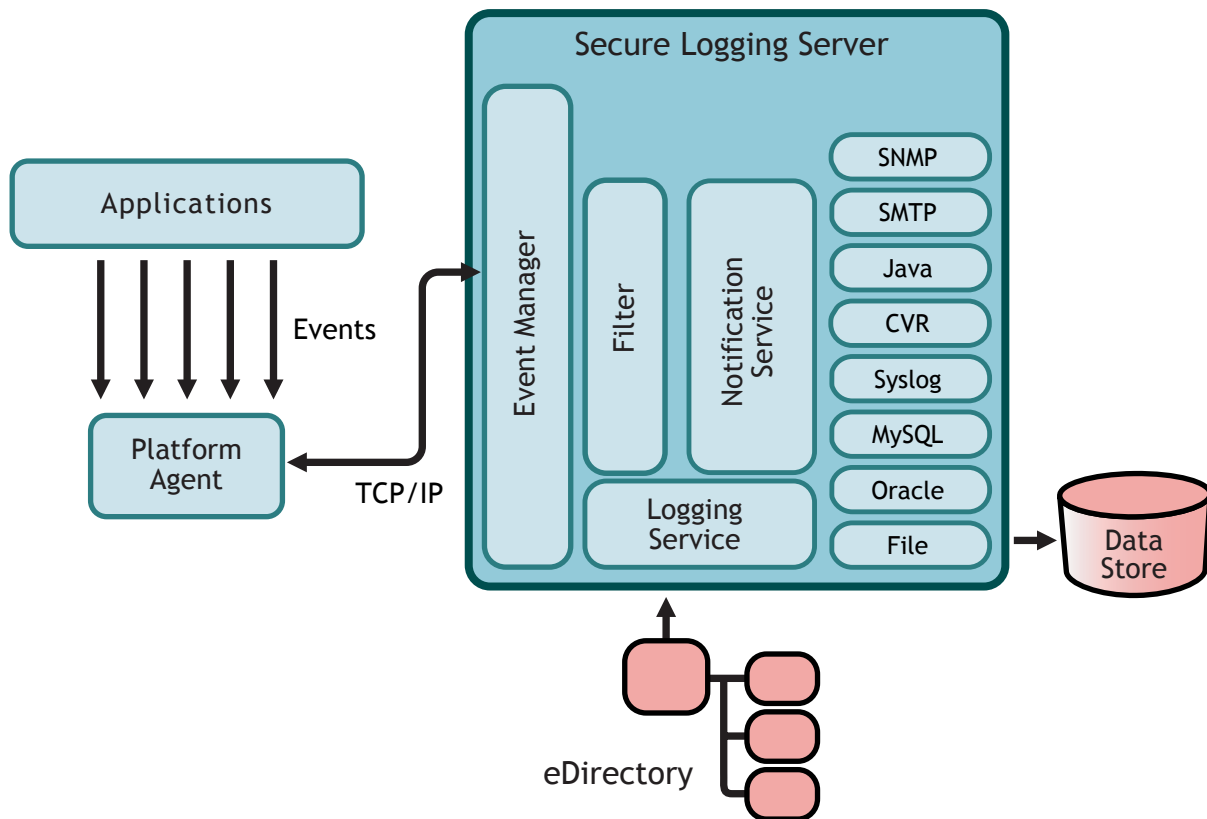 Secure Logging Server
Applications
Events
Platform
Agent
TCP/IP
Event Manager
Filter
Notification
Service
Logging
Service
SNMP
SMTP
Java
CVR
Syslog
MySQL
Oracle
File
Data
Store
eDirectory